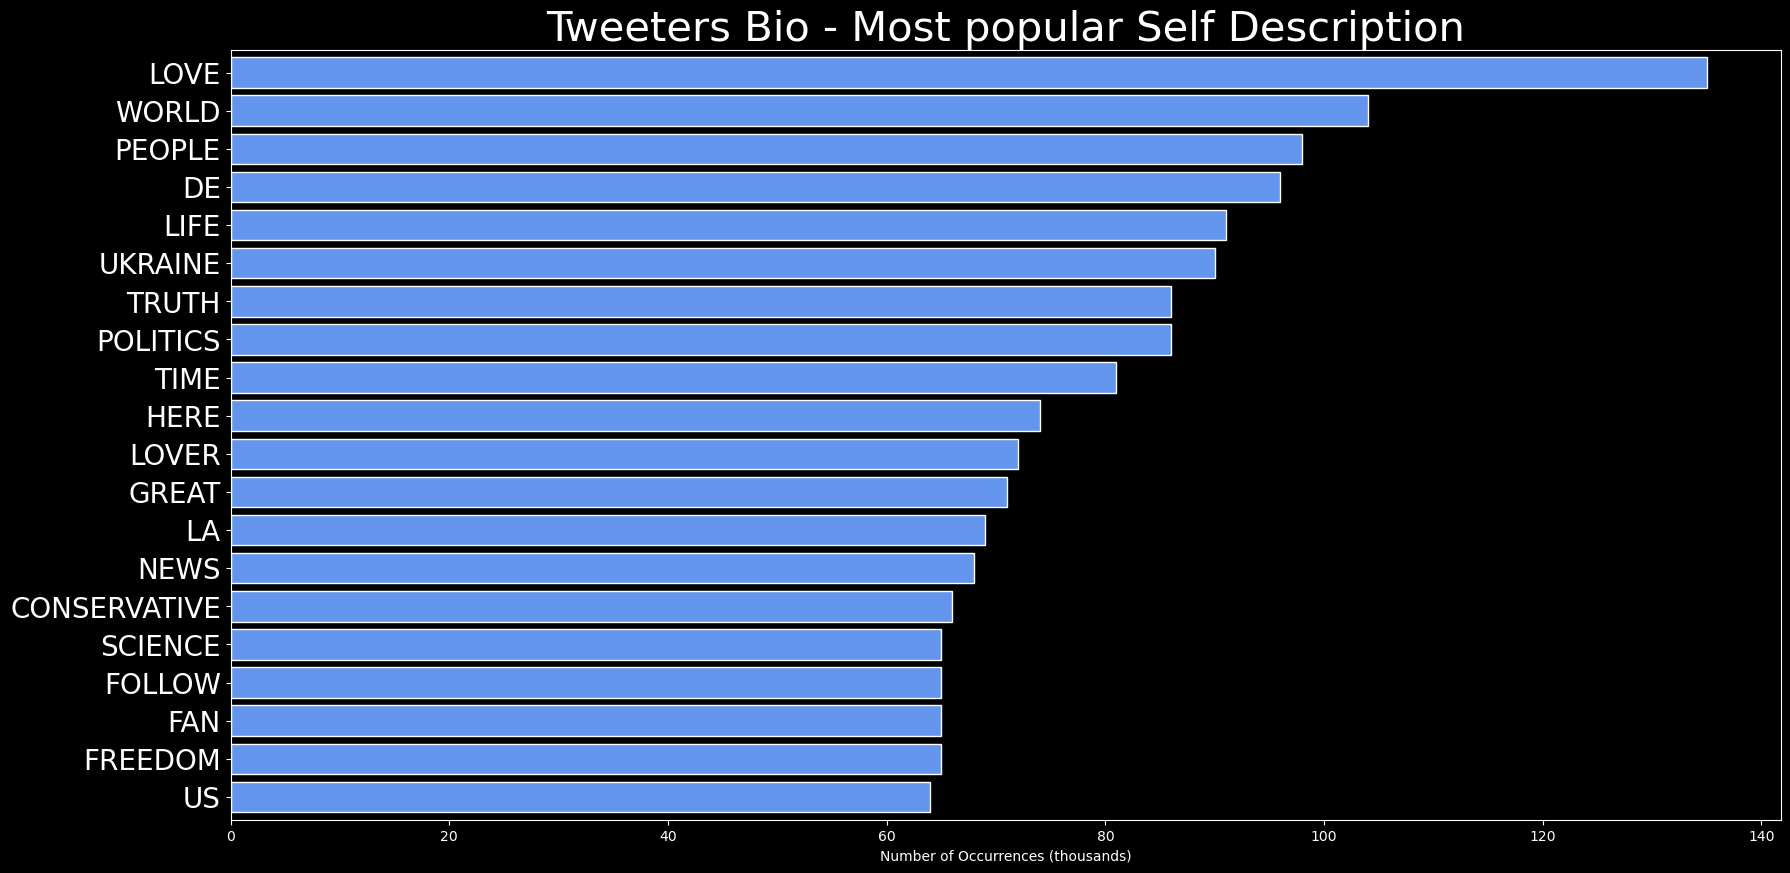 Tweeters Bio - Most popular Self Description
LOVE
WORLD
PEOPLE
DE
LIFE
UKRAINE
TRUTH
POLITICS
TIME
HERE
LOVER
GREAT
LA
NEWS
CONSERVATIVE
SCIENCE
FOLLOW
FAN
FREEDOM
US
0 20 40 60 80 100 120 140
Number of Occurrences (thousands)